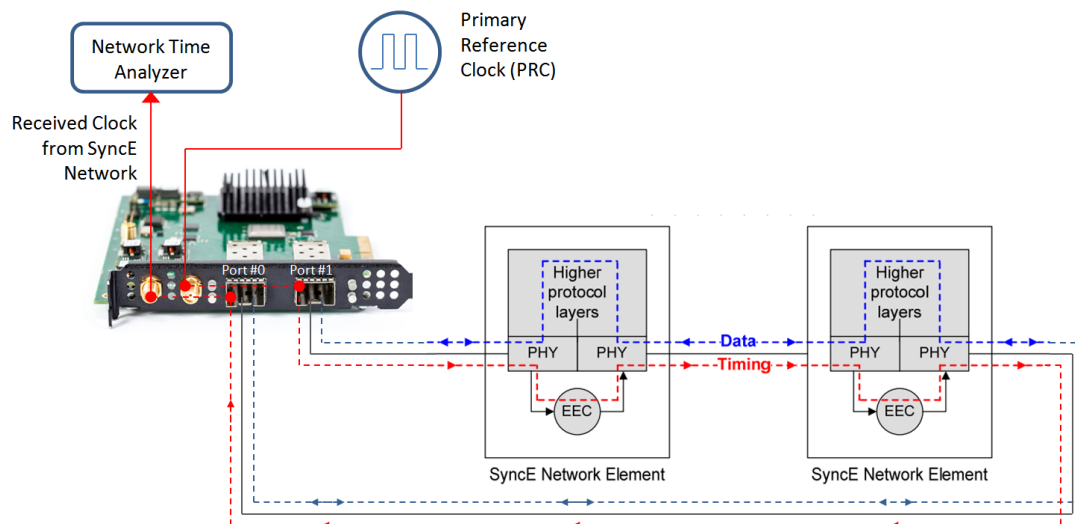 Network Time
Analyzer
Primary
Reference
Clock (PRC)
Received Clock
from SyncE
Network
Port #0
Port #1
Higher
protocol
layers
PHY
PHY
EEC
SyncE Network Element
Data
Timing
Higher
protocol
layers
PHY
PHY
EEC
SyncE Network Element